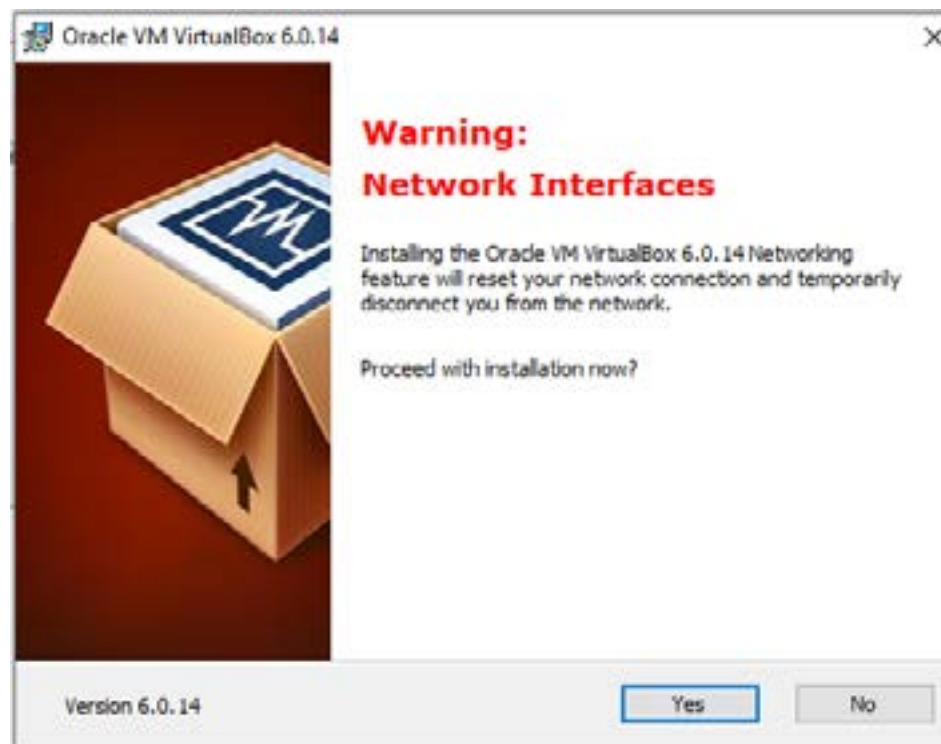 Oracle VM VirtualBox 6.0.14
Warning:
Network Interfaces
Installing the Oracle VM VirtualBox 6.0.14 Networking
feature will reset your network connection and temporarily
disconnect you from the network.
Proceed with installation now?
Version 6.0.14
Yes
No